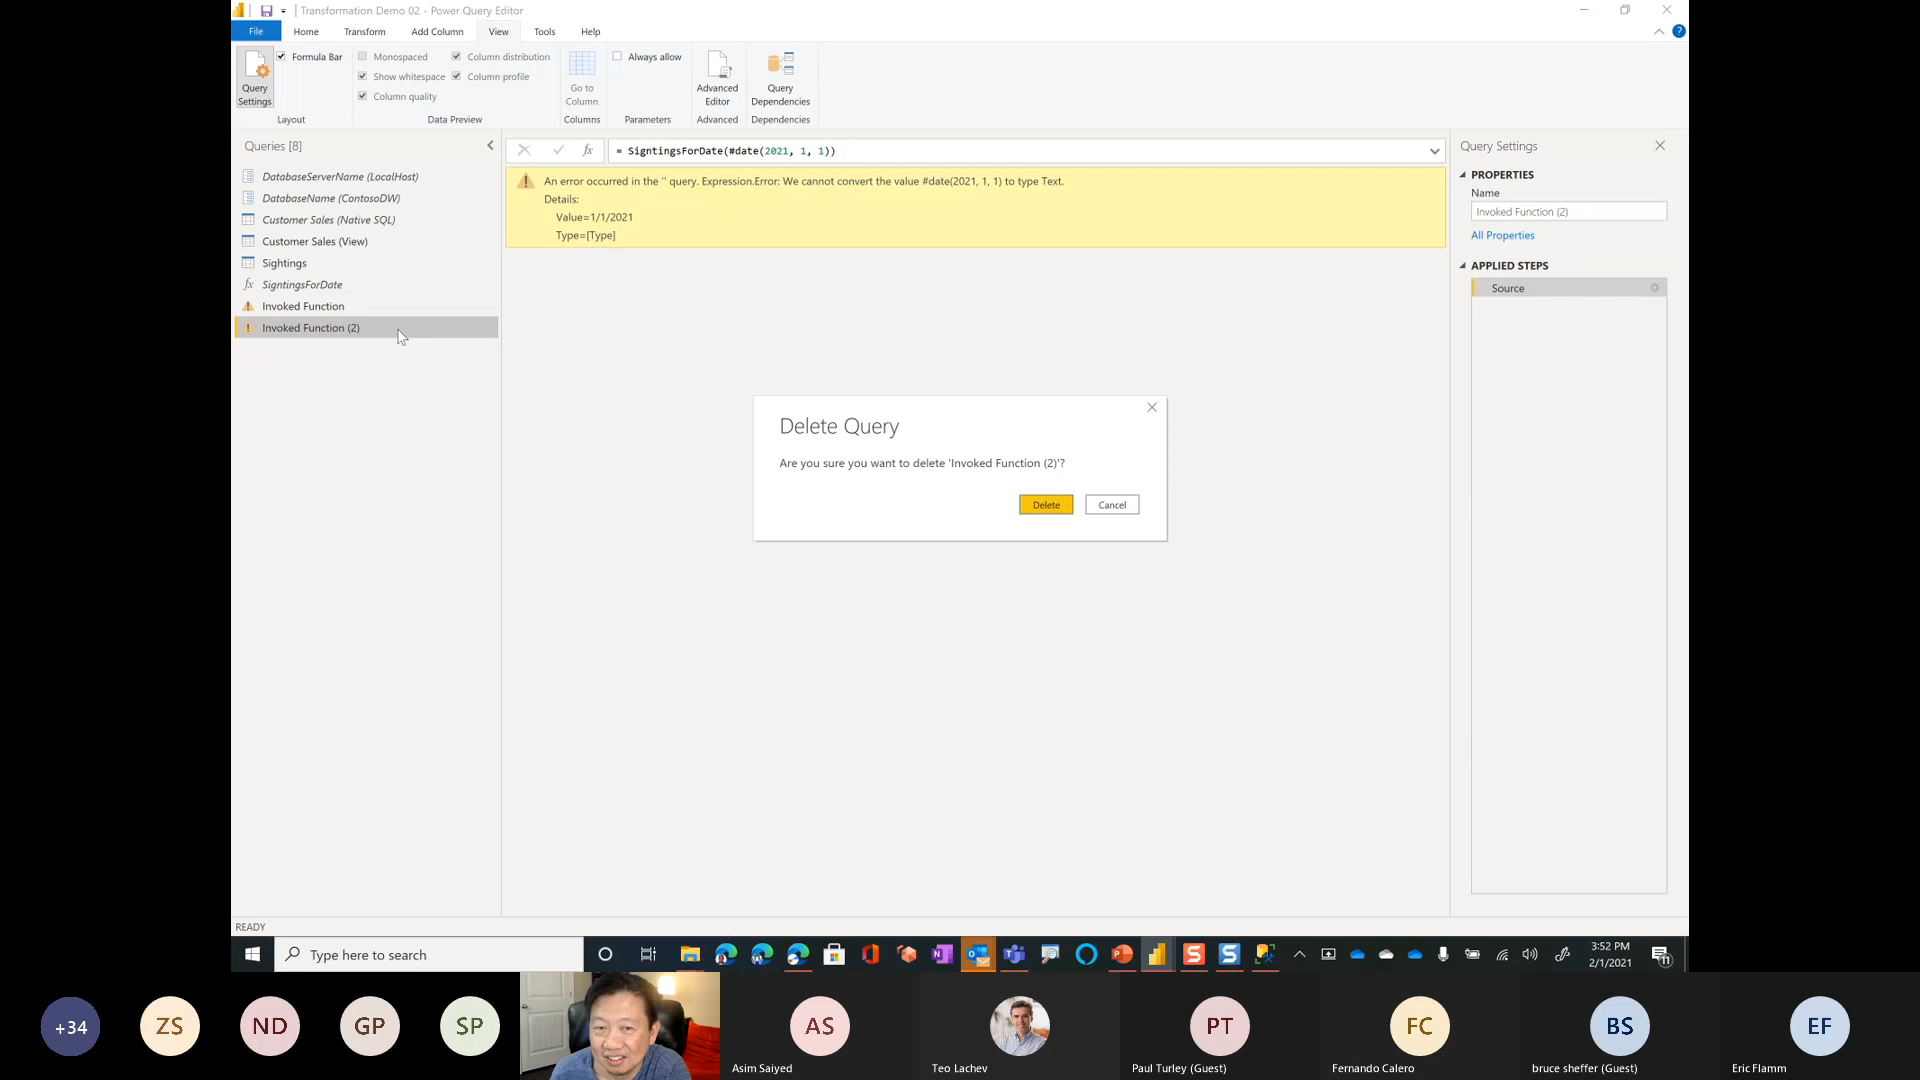 Transformation Demo 02 - Power Query Editor
File
Home
Transform
Add Column
View
Tools
Help
Query
Settings
Formula Bar
Monospaced
Show whitespace
Column quality
Column distribution
Column profile
Go to
Column
Always allow
Advanced
Editor
Query
Dependencies
Layout
Data Preview
Columns
Parameters
Advanced
Dependencies
Queries [8]
DatabaseServerName (LocalHost)
DatabaseName (ContosoDW)
Customer Sales (Native SQL)
Customer Sales (View)
Sightings
fx SigntingsForDate
Invoked Function
Invoked Function (2)
fx
= SigntingsForDate(#date(2021, 1, 1))
An error occurred in the '' query. Expression.Error: We cannot convert the value #date(2021, 1, 1) to type Text.
Details:
Value=1/1/2021
Type=[Type]
Delete Query
Are you sure you want to delete 'Invoked Function (2)'?
Delete
Cancel
Query Settings
PROPERTIES
Name
Invoked Function (2)
All Properties
APPLIED STEPS
Source
READY
Type here to search
3:52 PM
2/1/2021
11
+34
ZS
ND
GP
SP
AS
PT
FC
BS
EF
Asim Saiyed
Teo Lachev
Paul Turley (Guest)
Fernando Calero
bruce sheffer (Guest)
Eric Flamm